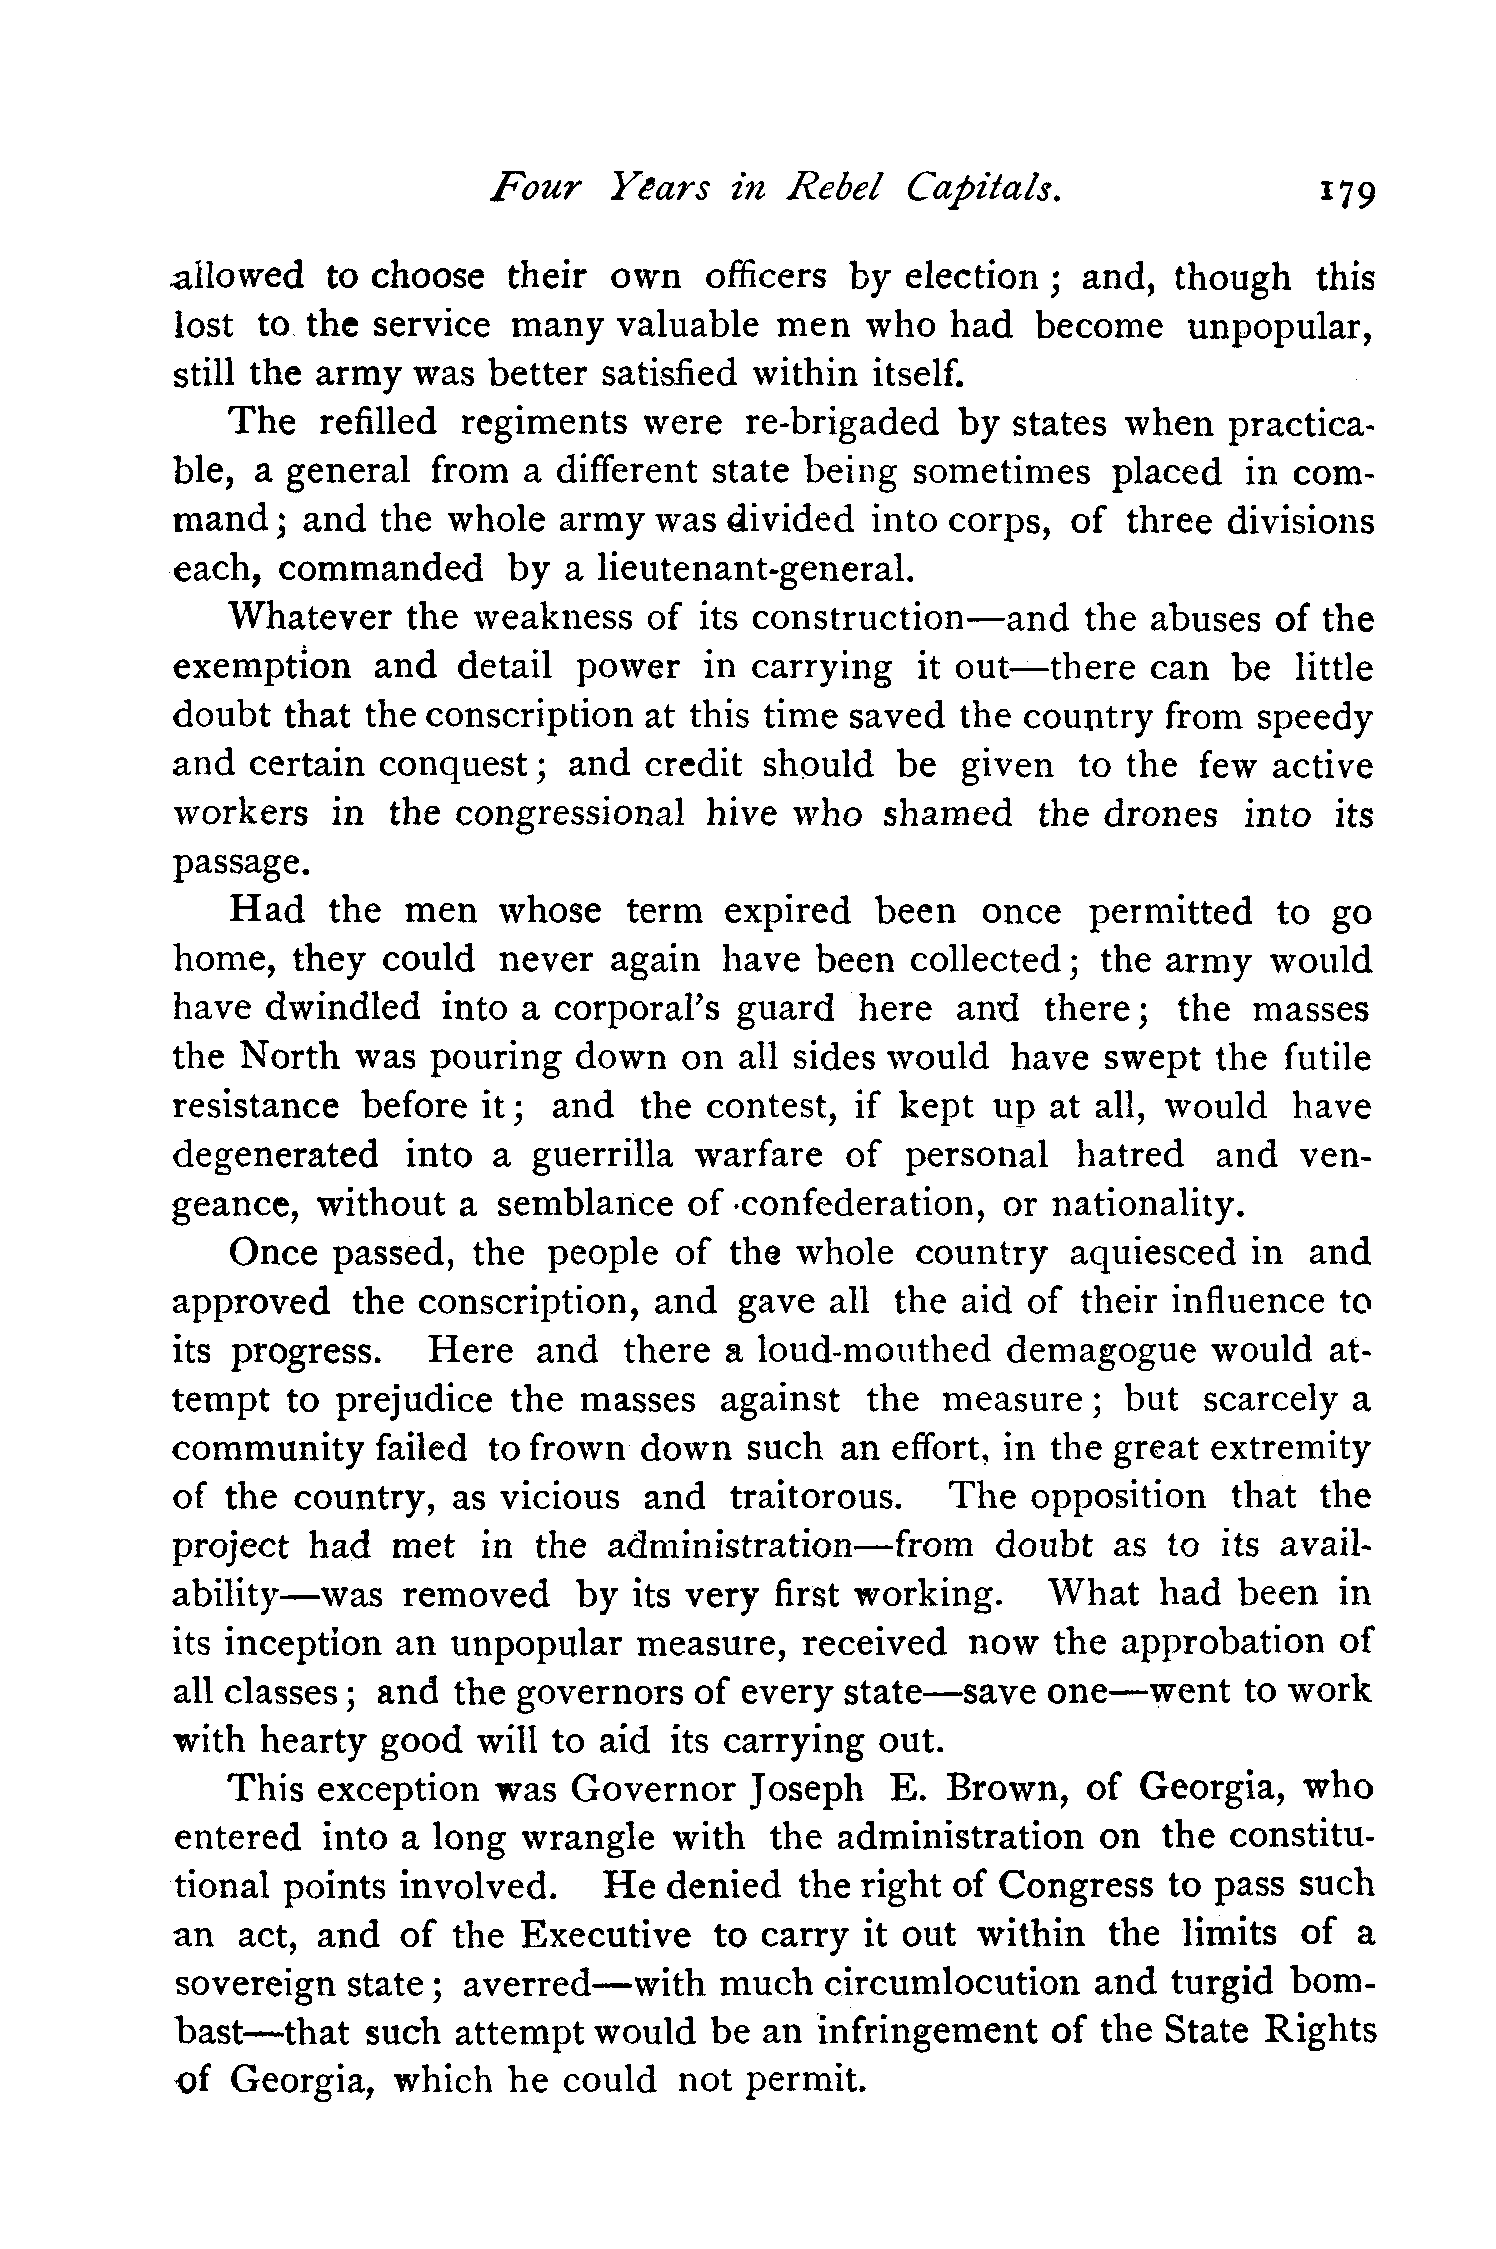 Four Years in Rebel Capitals. 179
allowed to choose their own officers by election ; and, though this
lost to the service many valuable men who had become unpopular,
still the army was better satisfied within itself.
The refilled regiments were re-brigaded by states when practica-
ble, a general from a different state being sometimes placed in com-
mand ; and the whole army was divided into corps, of three divisions
each, commanded by a lieutenant-general.
Whatever the weakness of its construction—and the abuses of the
exemption and detail power in carrying it out—there can be little
doubt that the conscription at this time saved the country from speedy
and certain conquest ; and credit should be given to the few active
workers in the congressional hive who shamed the drones into its
passage.
Had the men whose term expired been once permitted to go
home, they could never again have been collected ; the army would
have dwindled into a corporal's guard here and there ; the masses
the North was pouring down on all sides would have swept the futile
resistance before it ; and the contest, if kept up at all, would have
degenerated into a guerrilla warfare of personal hatred and ven-
geance, without a semblance of confederation, or nationality.
Once passed, the people of the whole country aquiesced in and
approved the conscription, and gave all the aid of their influence to
its progress. Here and there a loud-mouthed demagogue would at-
tempt to prejudice the masses against the measure ; but scarcely a
community failed to frown down such an effort, in the great extremity
of the country, as vicious and traitorous. The opposition that the
project had met in the administration—from doubt as to its avail-
ability—was removed by its very first working. What had been in
its inception an unpopular measure, received now the approbation of
all classes ; and the governors of every state—save one—went to work
with hearty good will to aid its carrying out.
This exception was Governor Joseph E. Brown, of Georgia, who
entered into a long wrangle with the administration on the constitu-
tional points involved. He denied the right of Congress to pass such
an act, and of the Executive to carry it out within the limits of a
sovereign state ; averred—with much circumlocution and turgid bom-
bast—that such attempt would be an infringement of the State Rights
of Georgia, which he could not permit.